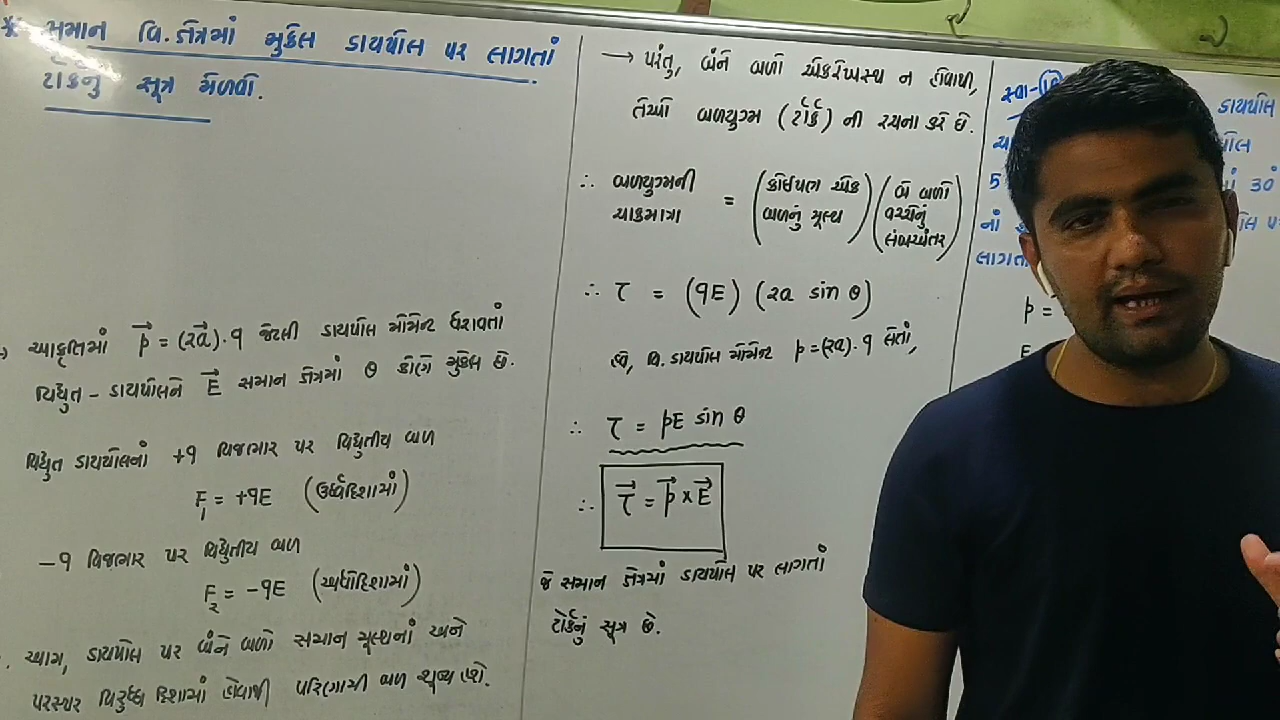 * સમાન વિ. ક્ષેત્રમાં મુકેલ ડાયપોલ પર લાગતાં
ટોર્કનું સૂત્ર મેળવો.
આકૃતિમાં p⃗ = (2a⃗).q જેટલી ડાયપોલ મોમેન્ટ ધરાવતાં
વિદ્યુત - ડાયપોલને E⃗ સમાન ક્ષેત્રમાં θ કોણે મુકેલ છે.
વિદ્યુત ડાયપોલનાં +q વિજભાર પર વિદ્યુતીય બળ
F₁ = +qE (ઉર્ધ્વદિશામાં)
-q વિજભાર પર વિદ્યુતીય બળ
F₂ = -qE (અધોદિશામાં)
આમ, ડાયપોલ પર બંને બળો સમાન મૂલ્યનાં અને
પરસ્પર વિરુદ્ધ દિશામાં હોવાથી પરિણામી બળ શૂન્ય થશે.
→ પરંતુ, બંને બળો એકરેખસ્થ ન હોવાથી,
તેઓ બળયુગ્મ (ટોર્ક) ની રચના કરે છે.
∴ બળયુગ્મની ચાકમાત્રા = (કોઈપણ એક બળનું મૂલ્ય) (બે બળો વચ્ચેનું લંબઅંતર)
∴ τ = (qE) (2a sin θ)
વિ. ડાયપોલ મોમેન્ટ p = (2a).q લેતાં,
∴ τ = pE sin θ
∴ τ⃗ = p⃗ × E⃗
જે સમાન ક્ષેત્રમાં ડાયપોલ પર લાગતાં
ટોર્કનું સૂત્ર છે.
ડાયપોલ
5
30
નાં
લાગતાં
p =
E